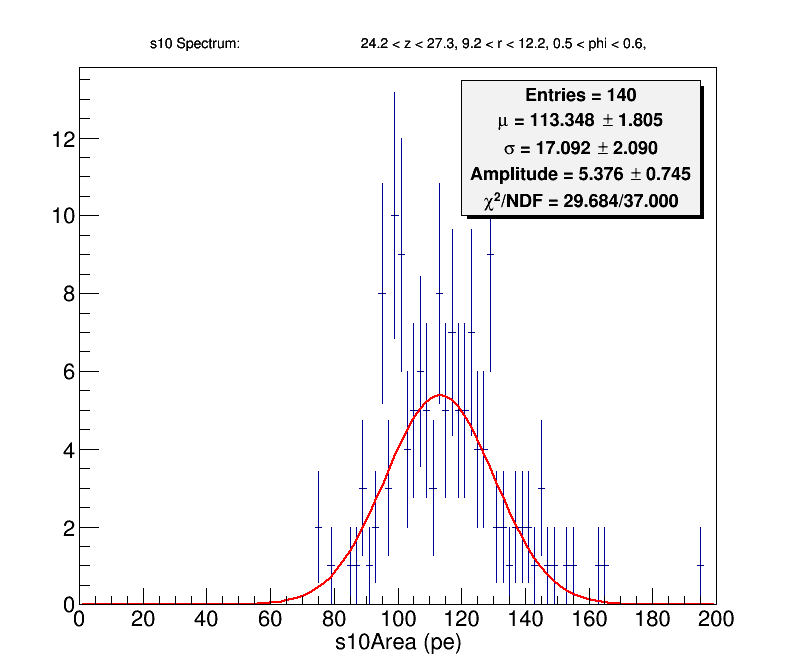 s10 Spectrum: 24.2 < z < 27.3, 9.2 < r < 12.2, 0.5 < phi < 0.6,
Entries = 140
μ = 113.348 ± 1.805
σ = 17.092 ± 2.090
Amplitude = 5.376 ± 0.745
χ²/NDF = 29.684/37.000
12
10
8
6
4
2
0
0 20 40 60 80 100 120 140 160 180 200
s10Area (pe)